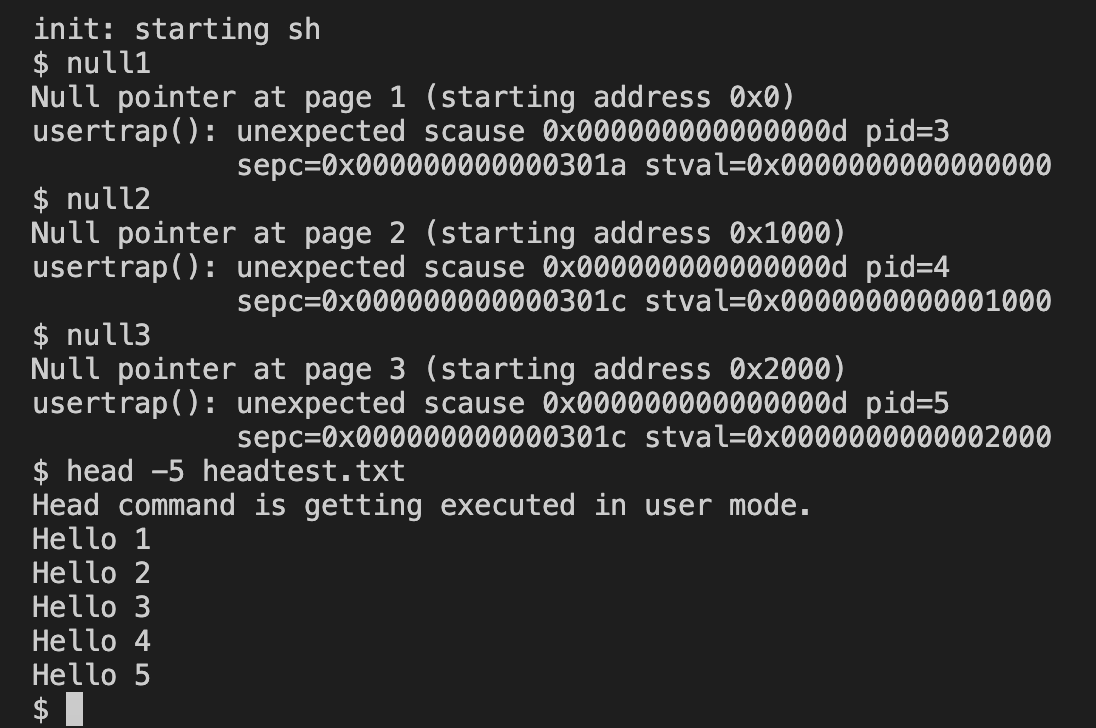 init: starting sh
$ null1
Null pointer at page 1 (starting address 0x0)
usertrap(): unexpected scause 0x000000000000000d pid=3
            sepc=0x000000000000301a stval=0x0000000000000000
$ null2
Null pointer at page 2 (starting address 0x1000)
usertrap(): unexpected scause 0x000000000000000d pid=4
            sepc=0x000000000000301c stval=0x0000000000001000
$ null3
Null pointer at page 3 (starting address 0x2000)
usertrap(): unexpected scause 0x000000000000000d pid=5
            sepc=0x000000000000301c stval=0x0000000000002000
$ head -5 headtest.txt
Head command is getting executed in user mode.
Hello 1
Hello 2
Hello 3
Hello 4
Hello 5
$